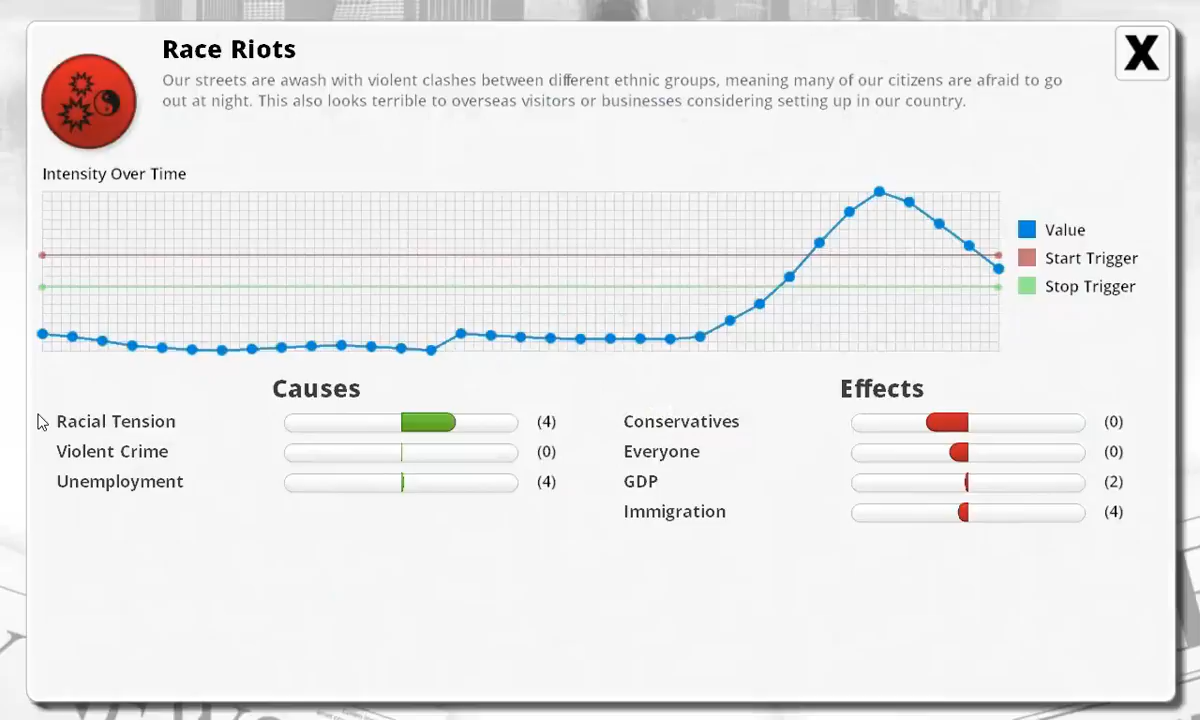 Race Riots
Our streets are awash with violent clashes between different ethnic groups, meaning many of our citizens are afraid to go
out at night. This also looks terrible to overseas visitors or businesses considering setting up in our country.
X
Intensity Over Time
Value
Start Trigger
Stop Trigger
Causes
Racial Tension (4)
Violent Crime (0)
Unemployment (4)
Effects
Conservatives (0)
Everyone (0)
GDP (2)
Immigration (4)